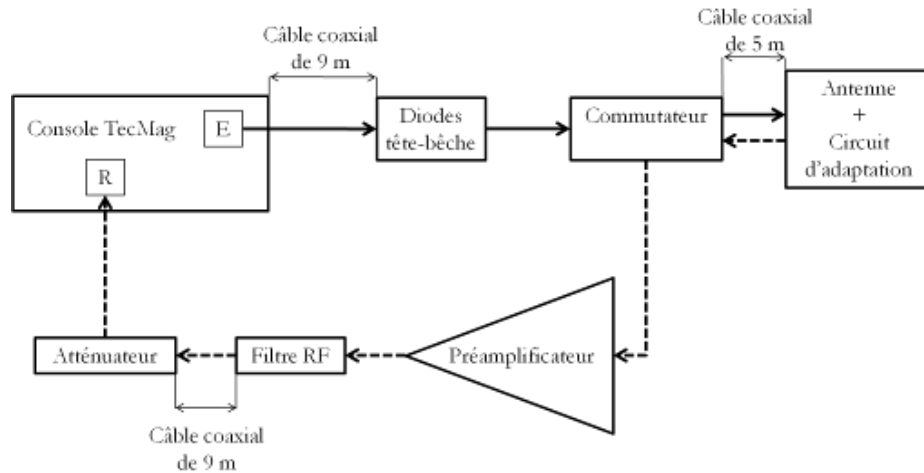 Câble coaxial
de 9 m
Câble coaxial
de 5 m
Console TecMag
E
R
Diodes
tête-bêche
Commutateur
Antenne
+
Circuit
d'adaptation
Atténuateur
Filtre RF
Préamplificateur
Câble coaxial
de 9 m